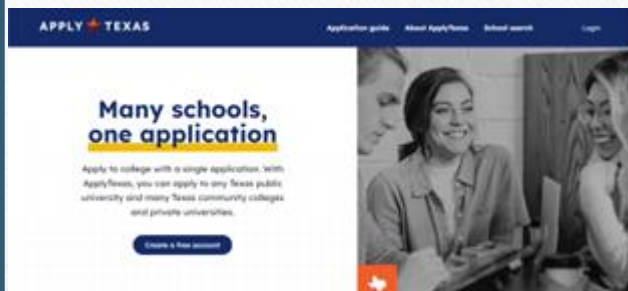 APPLY TEXAS
Application guide About ApplyTexas School search Login
Many schools,
one application
Apply to college with a single application. With
ApplyTexas, you can apply to any Texas public
university and many Texas community colleges
and private universities.
Create a free account